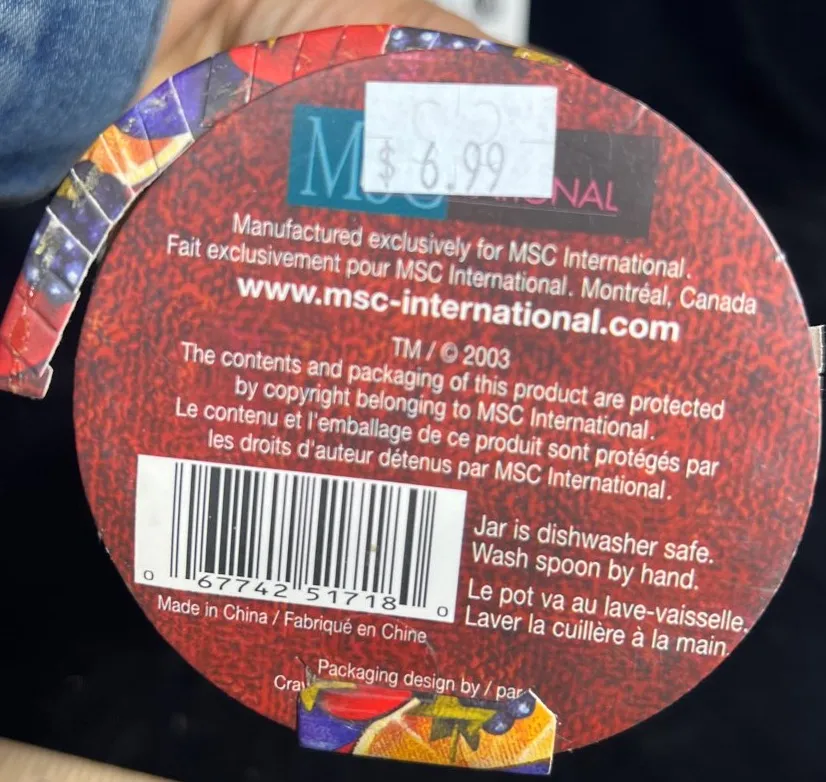 $ 6.99
Manufactured exclusively for MSC International.
Fait exclusivement pour MSC International. Montréal, Canada
www.msc-international.com
TM / © 2003
The contents and packaging of this product are protected
by copyright belonging to MSC International.
Le contenu et l'emballage de ce produit sont protégés par
les droits d'auteur détenus par MSC International.
Jar is dishwasher safe.
Wash spoon by hand.
Le pot va au lave-vaisselle.
Laver la cuillère à la main.
0 67742 51718 0
Made in China / Fabriqué en Chine
Packaging design by / par